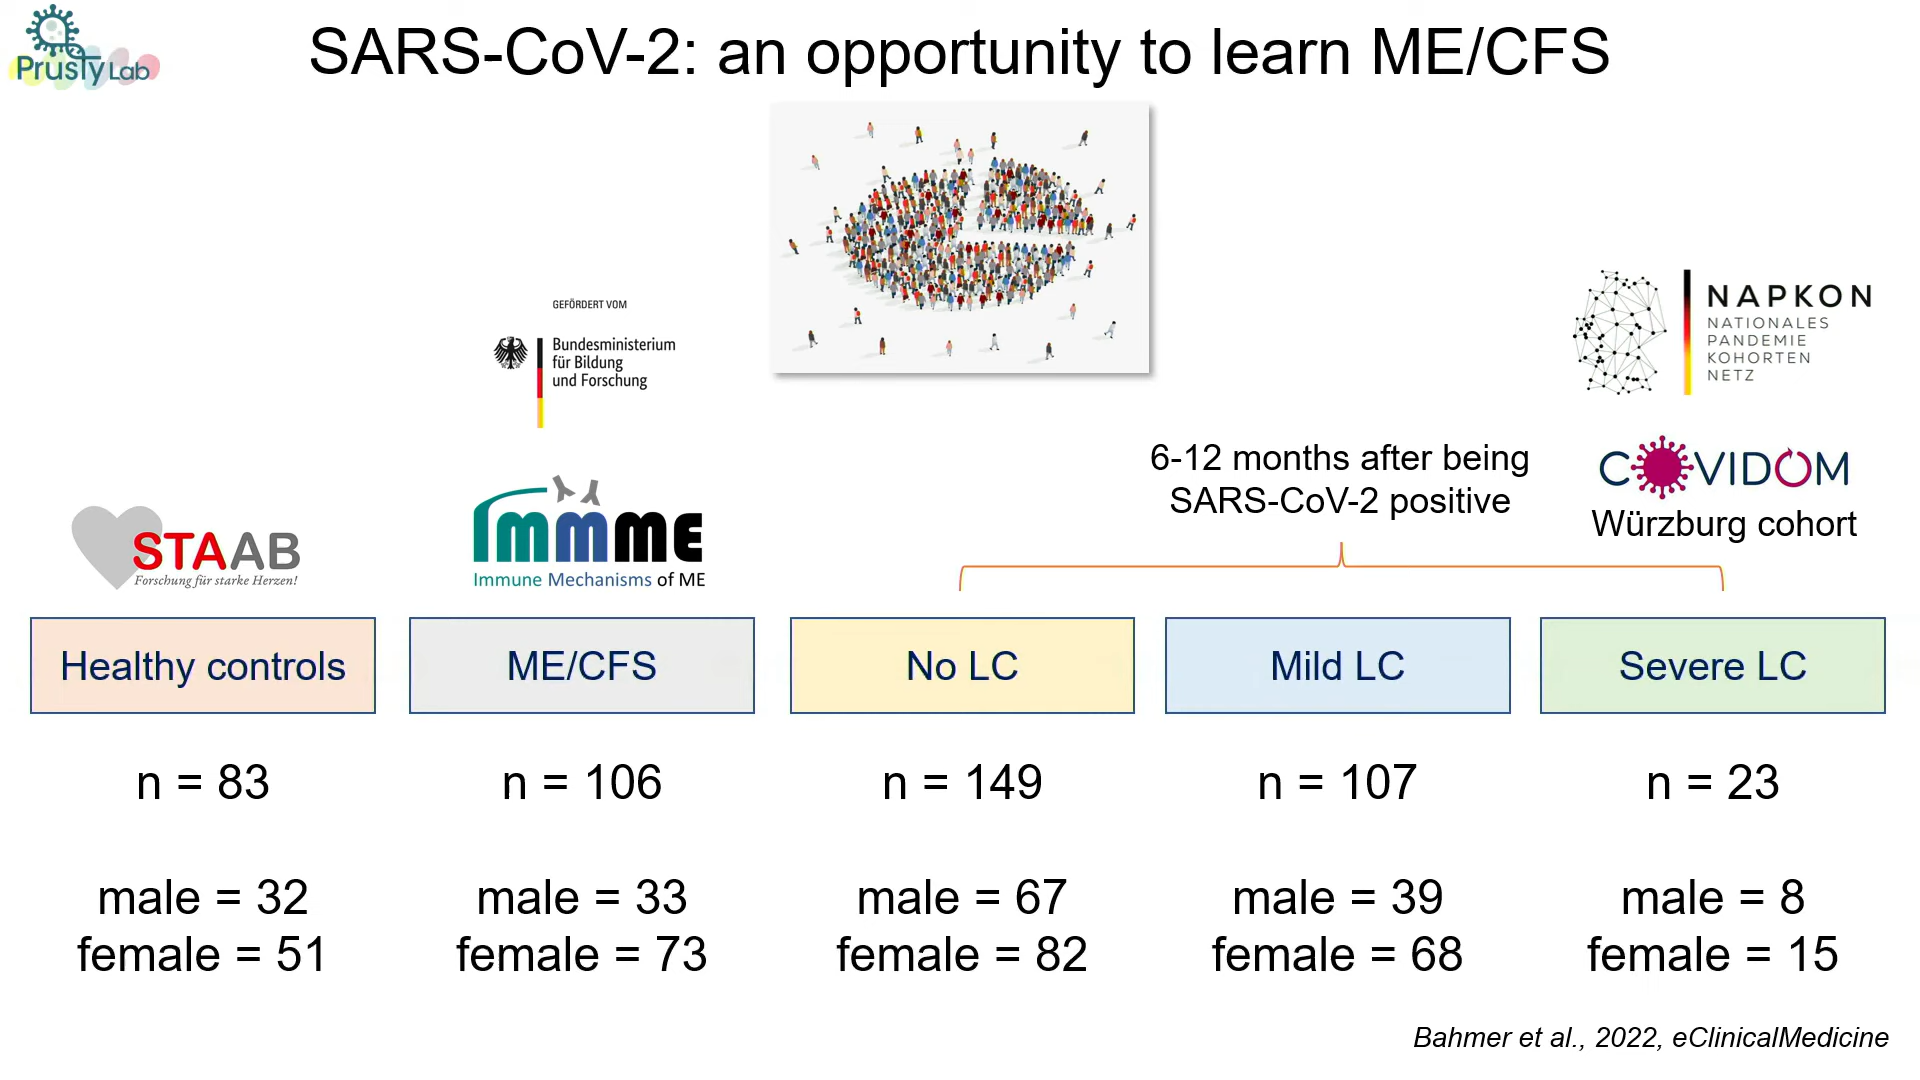 Prusty Lab
SARS-CoV-2: an opportunity to learn ME/CFS
GEFÖRDERT VOM
Bundesministerium
für Bildung
und Forschung
NAPKON
NATIONALES
PANDEMIE
KOHORTEN
NETZ
6-12 months after being
SARS-CoV-2 positive
COVIDOM
Würzburg cohort
STAAB
Forschung für starke Herzen!
IMMME
Immune Mechanisms of ME
Healthy controls
ME/CFS
No LC
Mild LC
Severe LC
n = 83
n = 106
n = 149
n = 107
n = 23
male = 32
female = 51
male = 33
female = 73
male = 67
female = 82
male = 39
female = 68
male = 8
female = 15
Bahmer et al., 2022, eClinicalMedicine